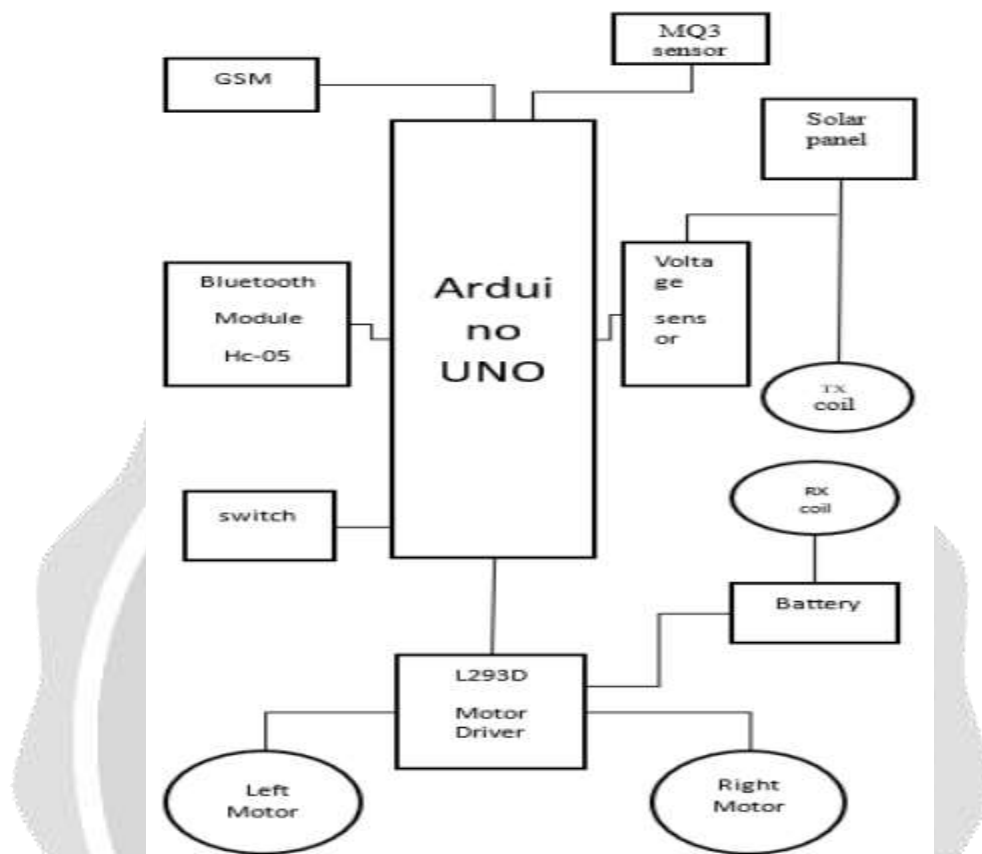 MQ3
sensor
GSM
Solar
panel
Bluetooth
Module
Hc-05
Ardui
no
UNO
Volta
ge
sens
or
TX
coil
RX
coil
switch
Battery
L293D
Motor
Driver
Left
Motor
Right
Motor